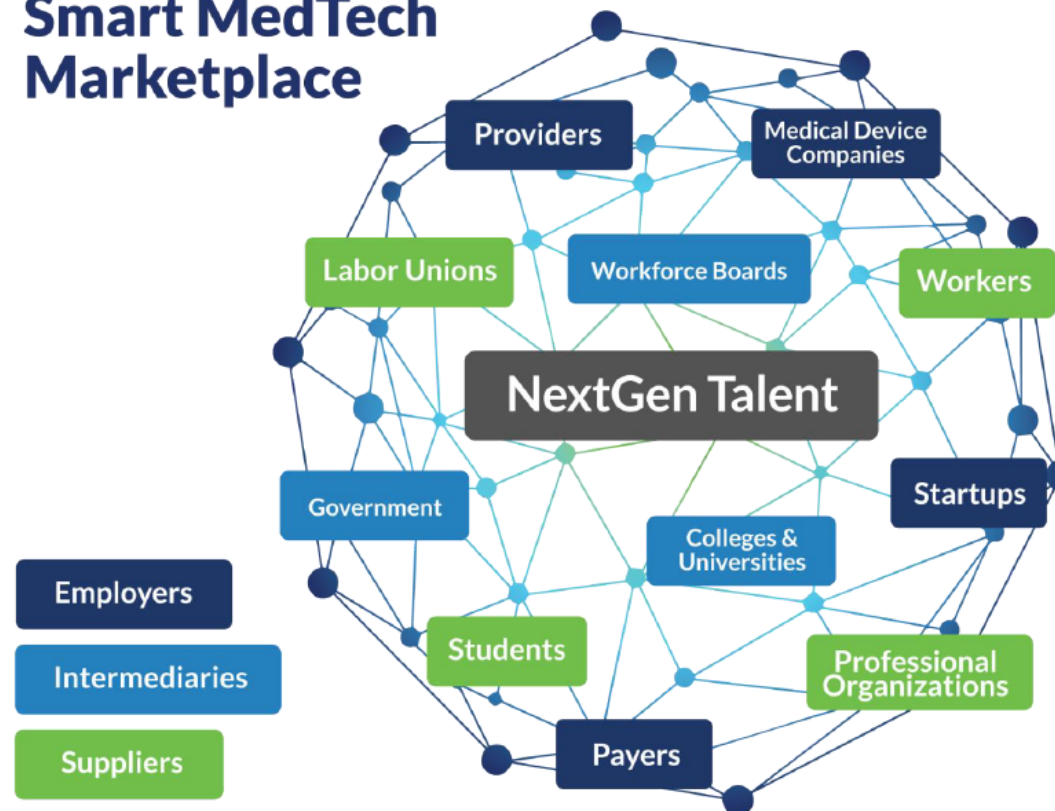 Smart MedTech
Marketplace
Providers
Medical Device
Companies
Labor Unions
Workforce Boards
Workers
NextGen Talent
Government
Startups
Colleges &
Universities
Employers
Students
Intermediaries
Professional
Organizations
Suppliers
Payers